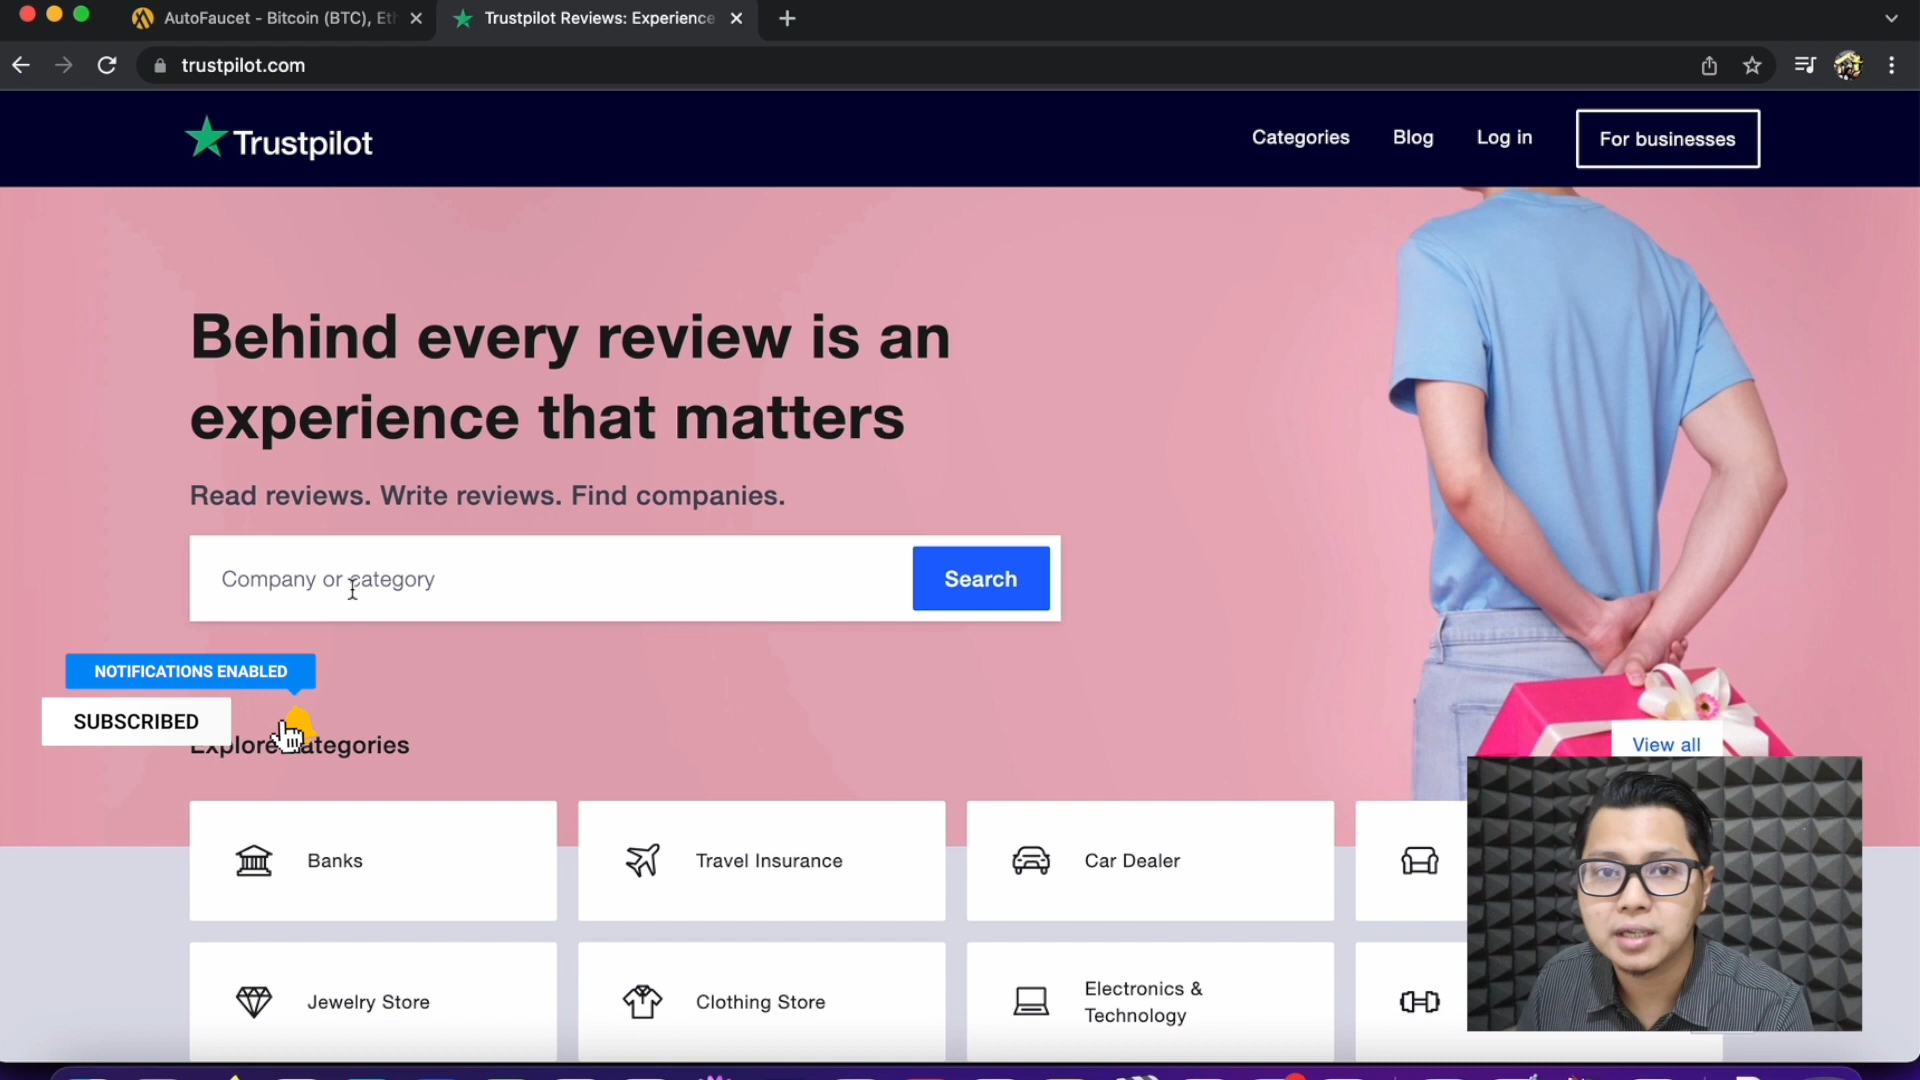 AutoFaucet - Bitcoin (BTC), Et
Trustpilot Reviews: Experience
trustpilot.com
Trustpilot
Categories
Blog
Log in
For businesses
Behind every review is an
experience that matters
Read reviews. Write reviews. Find companies.
Company or category
Search
NOTIFICATIONS ENABLED
SUBSCRIBED
Explore categories
View all
Banks
Travel Insurance
Car Dealer
Jewelry Store
Clothing Store
Electronics &
Technology